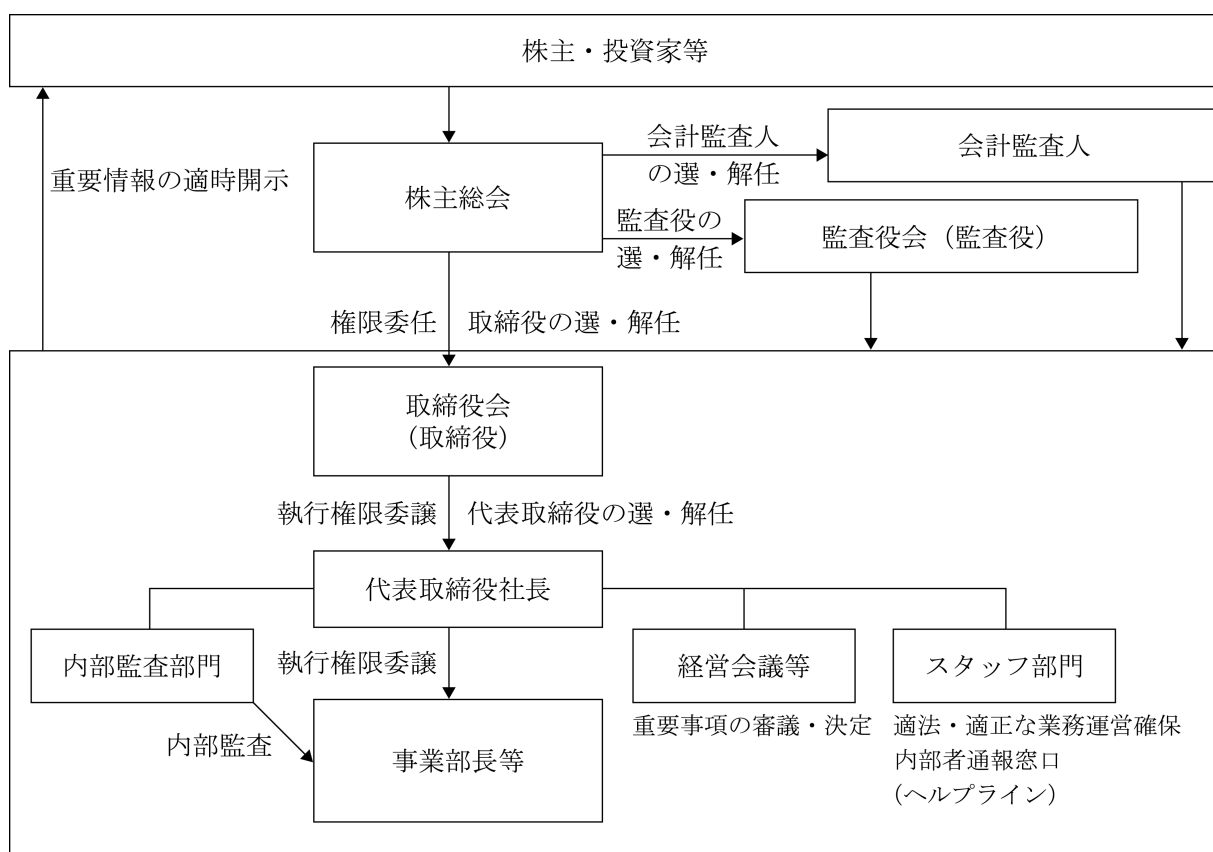 株主・投資家等
重要情報の適時開示
株主総会
会計監査人
の選・解任
会計監査人
監査役の
選・解任
監査役会（監査役）
権限委任
取締役の選・解任
取締役会
（取締役）
執行権限委譲
代表取締役の選・解任
代表取締役社長
内部監査部門
執行権限委譲
経営会議等
スタッフ部門
重要事項の審議・決定
適法・適正な業務運営確保
内部者通報窓口
（ヘルプライン）
内部監査
事業部長等